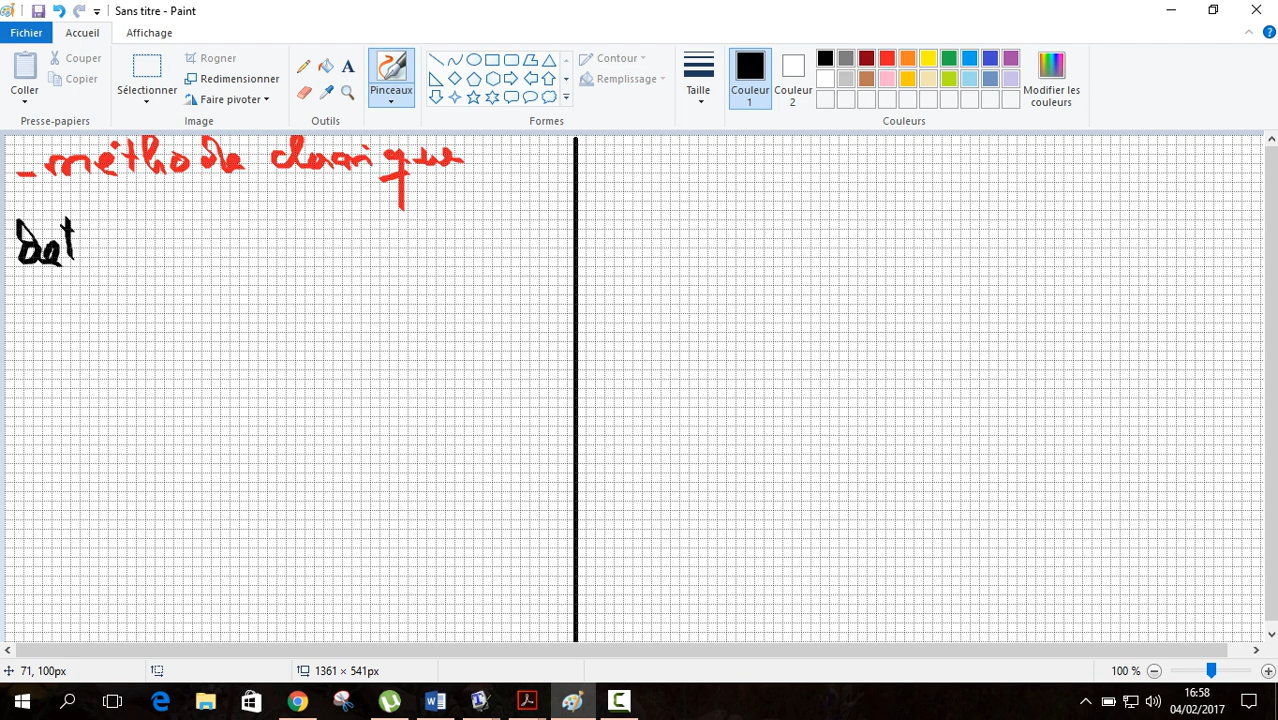 Sans titre - Paint
Fichier Accueil Affichage
Coller
Couper
Copier
Presse-papiers
Sélectionner
Rogner
Redimensionner
Faire pivoter
Image
A
Outils
Pinceaux
Contour
Remplissage
Formes
Taille
Couleur 1
Couleur 2
Modifier les couleurs
Couleurs
_ méthode classique
71, 100px
1361 × 541px
100 %
16:58
04/02/2017